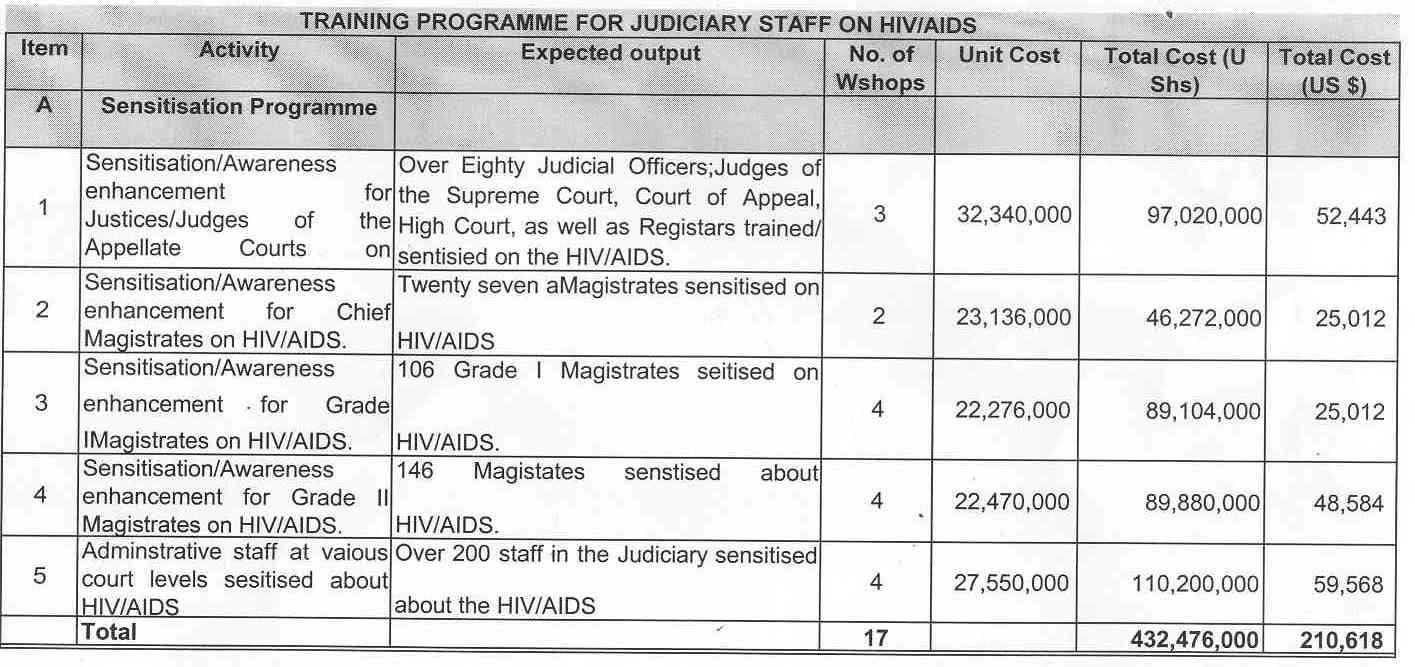 TRAINING PROGRAMME FOR JUDICIARY STAFF ON HIV/AIDS
Item Activity Expected output No. of Wshops Unit Cost Total Cost (U Shs) Total Cost (US $)
A Sensitisation Programme
Sensitisation/Awareness
enhancement for
Justices/Judges of the
Appellate Courts on
Over Eighty Judicial Officers;Judges of
the Supreme Court, Court of Appeal,
High Court, as well as Registars trained/
sentisied on the HIV/AIDS.
1 3 32,340,000 97,020,000 52,443
Sensitisation/Awareness
enhancement for Chief
Magistrates on HIV/AIDS.
Twenty seven aMagistrates sensitised on
HIV/AIDS
2 2 23,136,000 46,272,000 25,012
Sensitisation/Awareness
enhancement for Grade
IMagistrates on HIV/AIDS.
106 Grade I Magistrates seitised on
HIV/AIDS.
3 4 22,276,000 89,104,000 25,012
Sensitisation/Awareness
enhancement for Grade II
Magistrates on HIV/AIDS.
146 Magistates senstised about
HIV/AIDS.
4 4 22,470,000 89,880,000 48,584
Adminstrative staff at vaious
court levels sesitised about
HIV/AIDS
Over 200 staff in the Judiciary sensitised
about the HIV/AIDS
5 4 27,550,000 110,200,000 59,568
Total 17 432,476,000 210,618